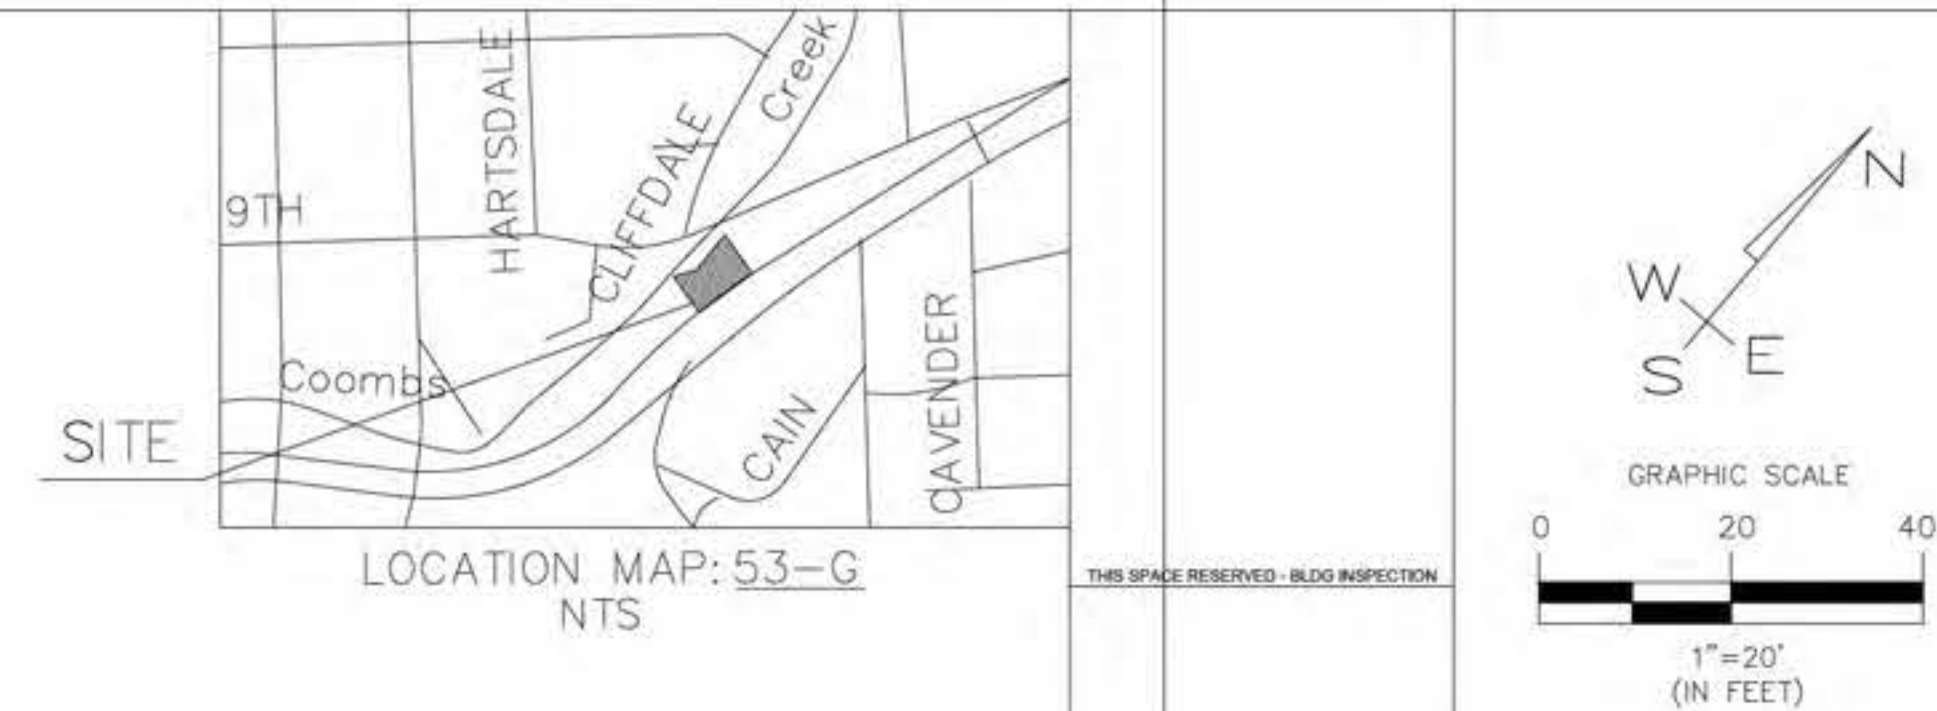 HARTSDALE
CLIFFDALE
Creek
9TH
Coombs
SITE
CAIN
CAVENDER
LOCATION MAP: 53-G
NTS
THIS SPACE RESERVED - BLDG INSPECTION
N
W
E
S
GRAPHIC SCALE
0 20 40
1"=20'
(IN FEET)